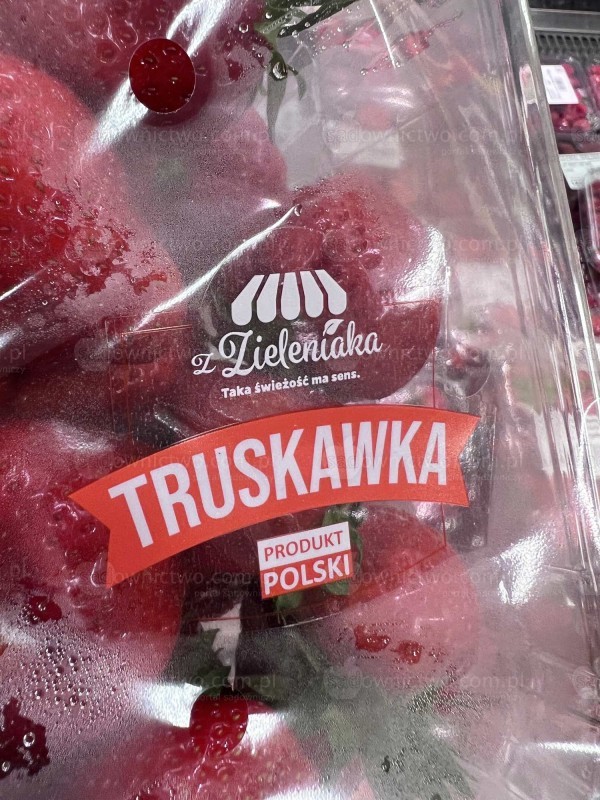 Z Zieleniaka
Taka świeżość ma sens.
TRUSKAWKA
PRODUKT
POLSKI